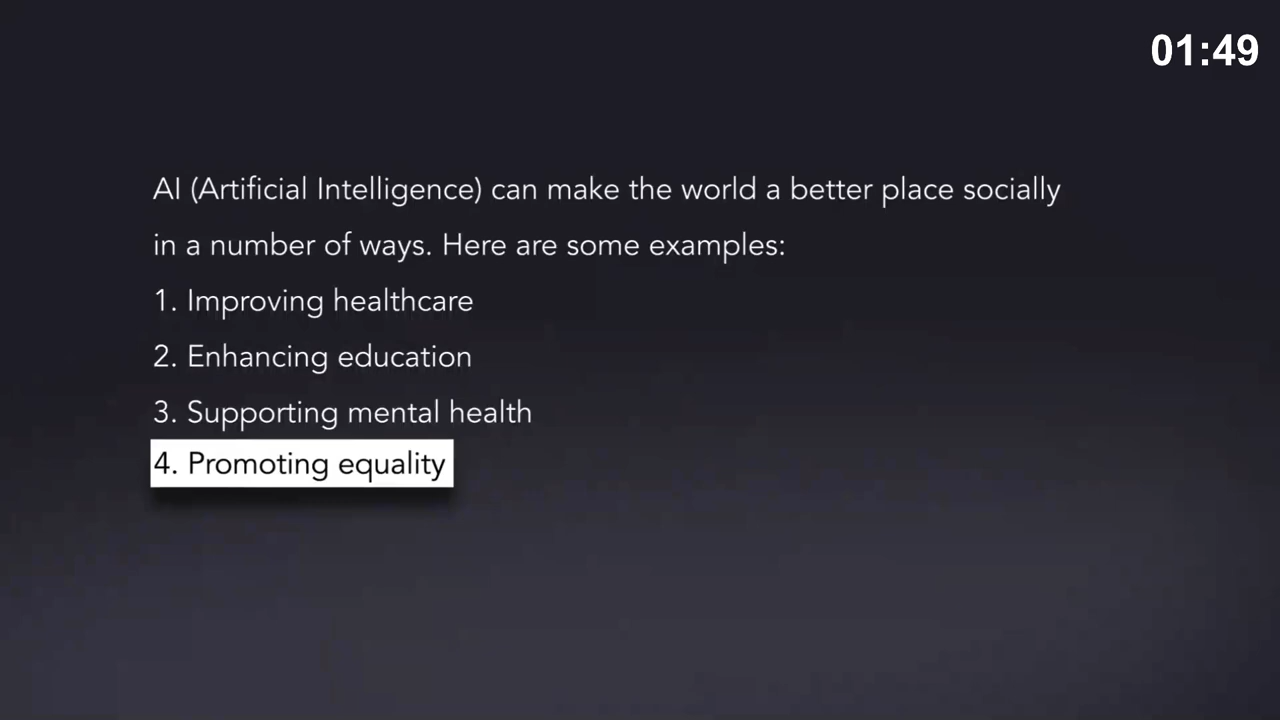 01:49
AI (Artificial Intelligence) can make the world a better place socially
in a number of ways. Here are some examples:
1. Improving healthcare
2. Enhancing education
3. Supporting mental health
4. Promoting equality